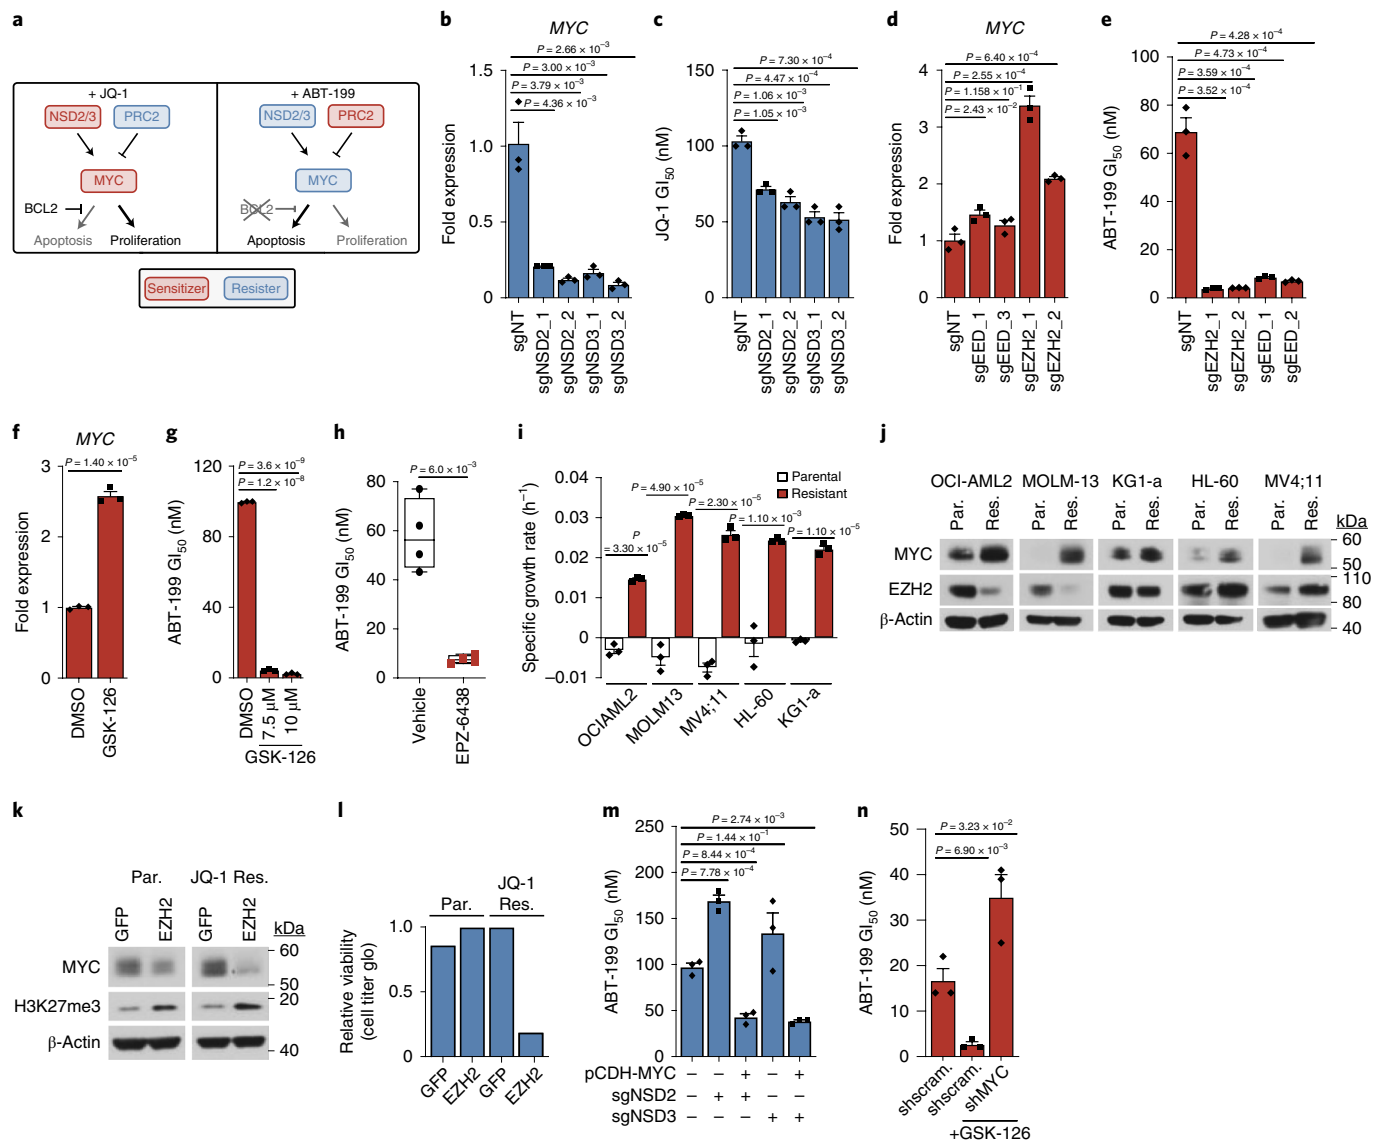 a
+ JQ-1
+ ABT-199
NSD2/3
PRC2
NSD2/3
PRC2
MYC
MYC
BCL2
BCL2
Apoptosis
Proliferation
Apoptosis
Proliferation
Sensitizer
Resister
b
MYC
P = 2.66 × 10⁻³
P = 3.00 × 10⁻³
P = 3.79 × 10⁻³
P = 4.36 × 10⁻³
Fold expression
1.5
1.0
0.5
0
sgNT
sgNSD2_1
sgNSD2_2
sgNSD3_1
sgNSD3_2
c
P = 7.30 × 10⁻⁴
P = 4.47 × 10⁻⁴
P = 1.06 × 10⁻³
P = 1.05 × 10⁻³
JQ-1 GI₅₀ (nM)
150
100
50
0
sgNT
sgNSD2_1
sgNSD2_2
sgNSD3_1
sgNSD3_2
d
MYC
P = 6.40 × 10⁻⁴
P = 2.55 × 10⁻⁴
P = 1.158 × 10⁻¹
P = 2.43 × 10⁻²
Fold expression
4
3
2
1
0
sgNT
sgEED_1
sgEED_3
sgEZH2_1
sgEZH2_2
e
P = 4.28 × 10⁻⁴
P = 4.73 × 10⁻⁴
P = 3.59 × 10⁻⁴
P = 3.52 × 10⁻⁴
ABT-199 GI₅₀ (nM)
100
80
60
40
20
0
sgNT
sgEZH2_1
sgEZH2_2
sgEED_1
sgEED_2
f
MYC
P = 1.40 × 10⁻⁵
Fold expression
3
2
1
0
DMSO
GSK-126
g
P = 3.6 × 10⁻⁹
P = 1.2 × 10⁻⁸
ABT-199 GI₅₀ (nM)
120
80
40
0
DMSO
7.5 μM
10 μM
GSK-126
h
P = 6.0 × 10⁻³
ABT-199 GI₅₀ (nM)
80
60
40
20
0
Vehicle
EPZ-6438
i
Parental
Resistant
P
= 3.30 × 10⁻⁵
P = 4.90 × 10⁻⁵
P = 2.30 × 10⁻⁵
P = 1.10 × 10⁻³
P = 1.10 × 10⁻⁵
Specific growth rate (h⁻¹)
0.04
0.03
0.02
0.01
0
–0.01
OCIAML2
MOLM13
MV4;11
HL-60
KG1-a
j
OCI-AML2
MOLM-13
KG1-a
HL-60
MV4;11
Par.
Res.
Par.
Res.
Par.
Res.
Par.
Res.
Par.
Res.
kDa
MYC
60
50
EZH2
110
80
β-Actin
40
k
Par.
JQ-1 Res.
GFP
EZH2
GFP
EZH2
kDa
MYC
60
50
H3K27me3
20
β-Actin
40
l
Par.
JQ-1
Res.
Relative viability
(cell titer glo)
1.0
0.5
0
GFP
EZH2
GFP
EZH2
m
P = 2.74 × 10⁻³
P = 1.44 × 10⁻¹
P = 8.44 × 10⁻⁴
P = 7.78 × 10⁻⁴
ABT-199 GI₅₀ (nM)
250
200
150
100
50
0
pCDH-MYC – – + – +
sgNSD2 – + + – –
sgNSD3 – – – + +
n
P = 3.23 × 10⁻²
P = 6.90 × 10⁻³
ABT-199 GI₅₀ (nM)
50
40
30
20
10
0
shscram.
shscram.
shMYC
+GSK-126